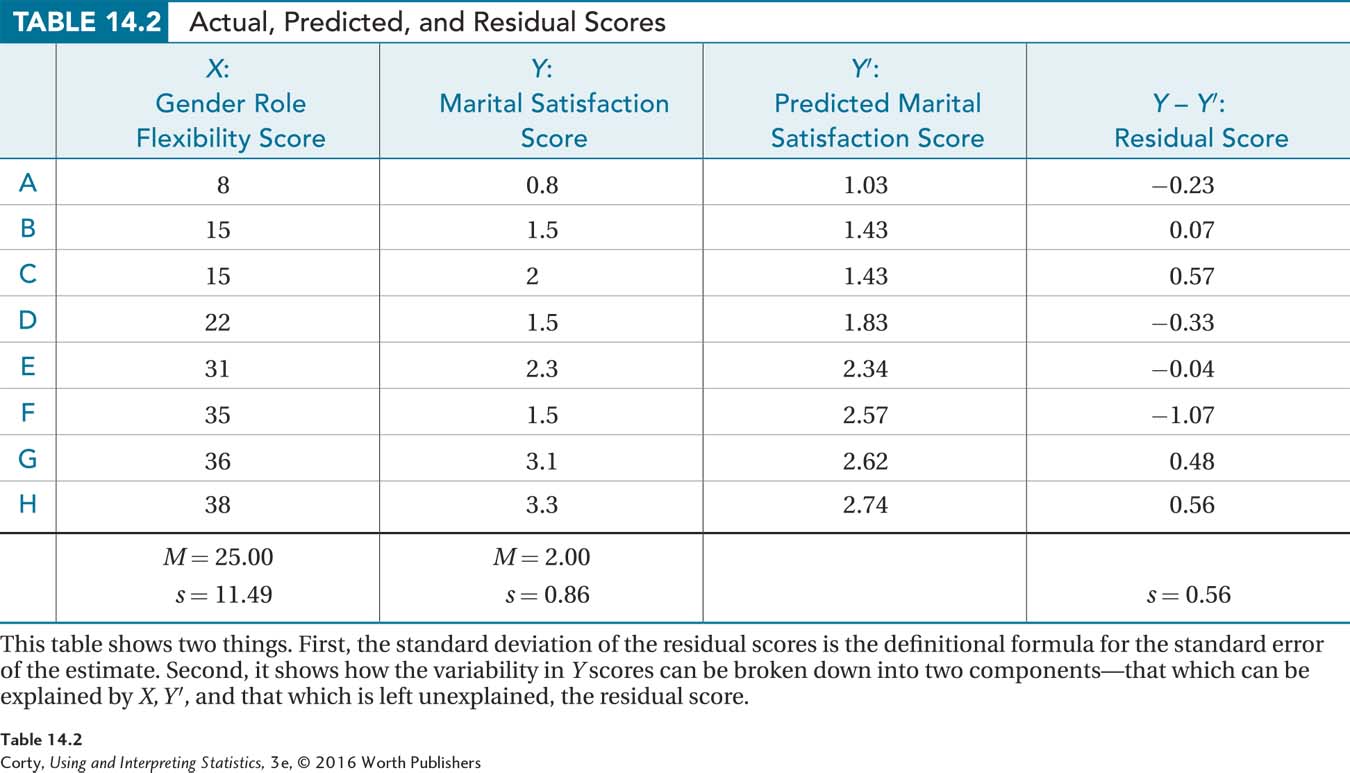 TABLE 14.2 Actual, Predicted, and Residual Scores
X: Y: Y′:
Gender Role Marital Satisfaction Predicted Marital Y – Y′:
Flexibility Score Score Satisfaction Score Residual Score
A 8 0.8 1.03 −0.23
B 15 1.5 1.43 0.07
C 15 2 1.43 0.57
D 22 1.5 1.83 −0.33
E 31 2.3 2.34 −0.04
F 35 1.5 2.57 −1.07
G 36 3.1 2.62 0.48
H 38 3.3 2.74 0.56
M = 25.00 M = 2.00
s = 11.49 s = 0.86 s = 0.56
This table shows two things. First, the standard deviation of the residual scores is the definitional formula for the standard error
of the estimate. Second, it shows how the variability in Y scores can be broken down into two components—that which can be
explained by X, Y′, and that which is left unexplained, the residual score.
Table 14.2
Corty, Using and Interpreting Statistics, 3e, © 2016 Worth Publishers